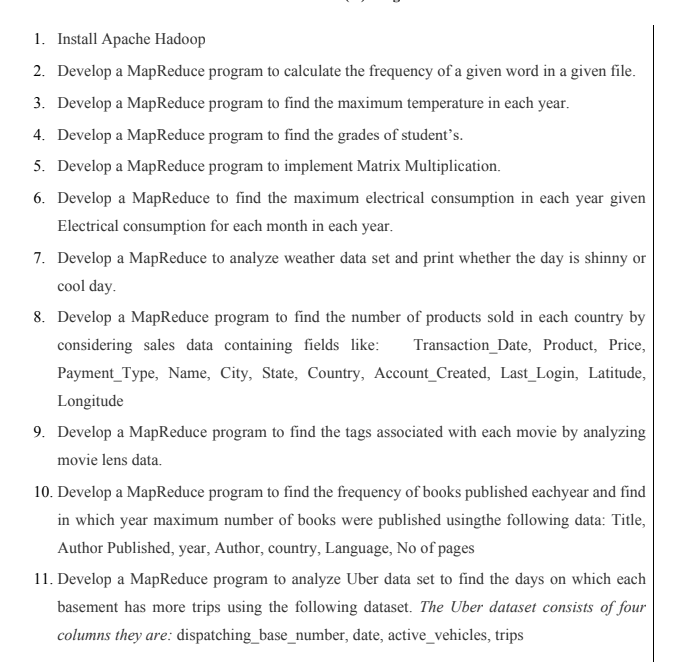 1. Install Apache Hadoop
2. Develop a MapReduce program to calculate the frequency of a given word in a given file.
3. Develop a MapReduce program to find the maximum temperature in each year.
4. Develop a MapReduce program to find the grades of student's.
5. Develop a MapReduce program to implement Matrix Multiplication.
6. Develop a MapReduce to find the maximum electrical consumption in each year given
Electrical consumption for each month in each year.
7. Develop a MapReduce to analyze weather data set and print whether the day is shinny or
cool day.
8. Develop a MapReduce program to find the number of products sold in each country by
considering sales data containing fields like: Transaction_Date, Product, Price,
Payment_Type, Name, City, State, Country, Account_Created, Last_Login, Latitude,
Longitude
9. Develop a MapReduce program to find the tags associated with each movie by analyzing
movie lens data.
10. Develop a MapReduce program to find the frequency of books published eachyear and find
in which year maximum number of books were published usingthe following data: Title,
Author Published, year, Author, country, Language, No of pages
11. Develop a MapReduce program to analyze Uber data set to find the days on which each
basement has more trips using the following dataset. The Uber dataset consists of four
columns they are: dispatching_base_number, date, active_vehicles, trips